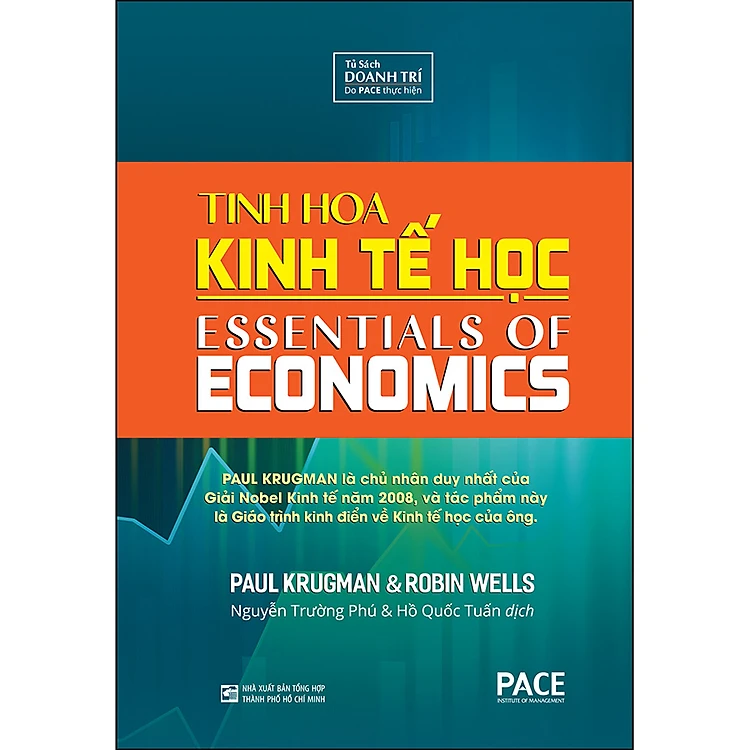 Tủ Sách
DOANH TRÍ
Do PACE thực hiện
TINH HOA
KINH TẾ HỌC
ESSENTIALS OF
ECONOMICS
PAUL KRUGMAN là chủ nhân duy nhất của
Giải Nobel Kinh tế năm 2008, và tác phẩm này
là Giáo trình kinh điển về Kinh tế học của ông.
PAUL KRUGMAN & ROBIN WELLS
Nguyễn Trường Phú & Hồ Quốc Tuấn dịch
NHÀ XUẤT BẢN TỔNG HỢP
THÀNH PHỐ HỒ CHÍ MINH
PACE
INSTITUTE OF MANAGEMENT